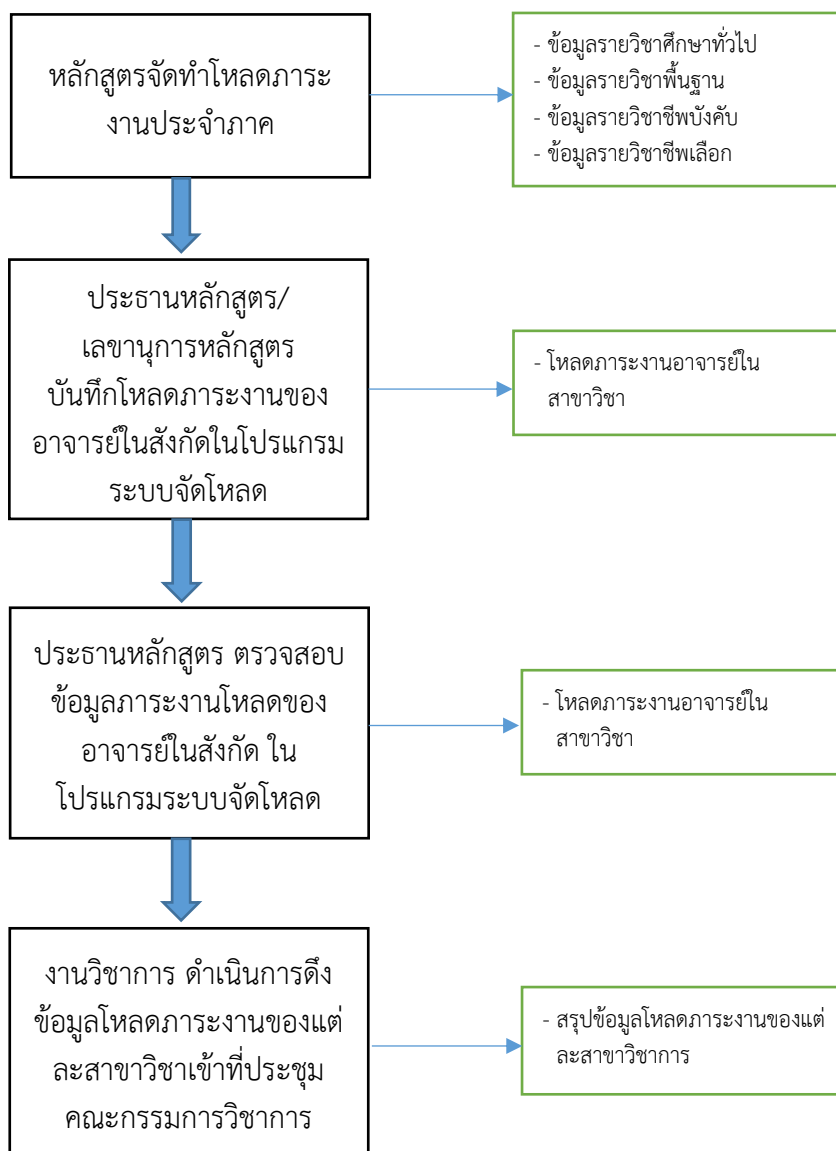 หลักสูตรจัดทำโหลดภาระ
งานประจำภาค
- ข้อมูลรายวิชาศึกษาทั่วไป
- ข้อมูลรายวิชาพื้นฐาน
- ข้อมูลรายวิชาชีพบังคับ
- ข้อมูลรายวิชาชีพเลือก
ประธานหลักสูตร/
เลขานุการหลักสูตร
บันทึกโหลดภาระงานของ
อาจารย์ในสังกัดในโปรแกรม
ระบบจัดโหลด
- โหลดภาระงานอาจารย์ใน
สาขาวิชา
ประธานหลักสูตร ตรวจสอบ
ข้อมูลภาระงานโหลดของ
อาจารย์ในสังกัด ใน
โปรแกรมระบบจัดโหลด
- โหลดภาระงานอาจารย์ใน
สาขาวิชา
งานวิชาการ ดำเนินการดึง
ข้อมูลโหลดภาระงานของแต่
ละสาขาวิชาเข้าที่ประชุม
คณะกรรมการวิชาการ
- สรุปข้อมูลโหลดภาระงานของแต่
ละสาขาวิชาการ